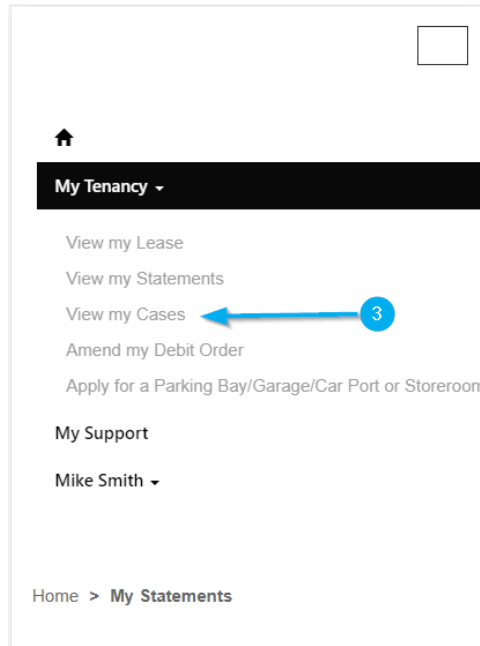 My Tenancy
View my Lease
View my Statements
View my Cases
3
Amend my Debit Order
Apply for a Parking Bay/Garage/Car Port or Storeroom
My Support
Mike Smith
Home > My Statements